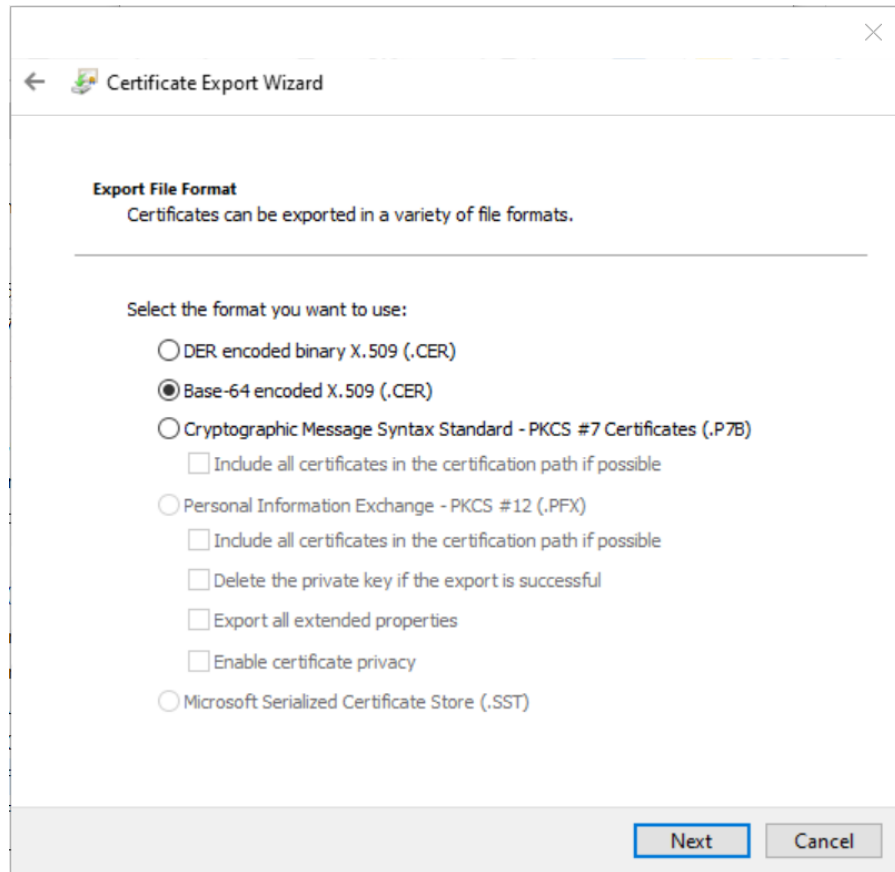 Certificate Export Wizard
Export File Format
Certificates can be exported in a variety of file formats.
Select the format you want to use:
DER encoded binary X.509 (.CER)
Base-64 encoded X.509 (.CER)
Cryptographic Message Syntax Standard - PKCS #7 Certificates (.P7B)
Include all certificates in the certification path if possible
Personal Information Exchange - PKCS #12 (.PFX)
Include all certificates in the certification path if possible
Delete the private key if the export is successful
Export all extended properties
Enable certificate privacy
Microsoft Serialized Certificate Store (.SST)
Next Cancel